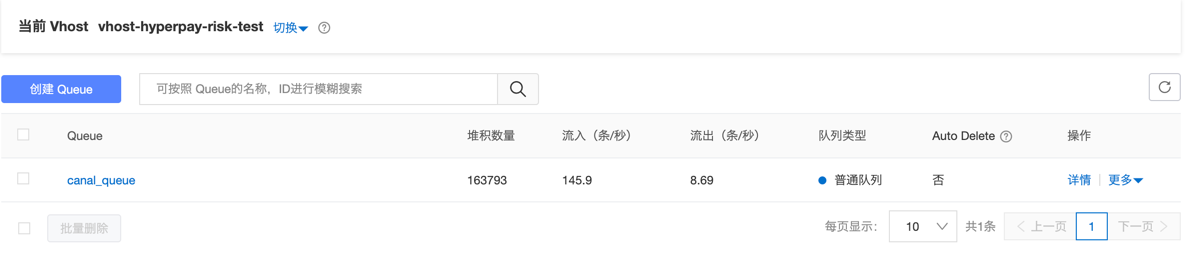 当前 Vhost vhost-hyperpay-risk-test 切换
创建 Queue 可按照 Queue的名称，ID进行模糊搜索
Queue 堆积数量 流入（条/秒） 流出（条/秒） 队列类型 Auto Delete 操作
canal_queue 163793 145.9 8.69 普通队列 否 详情 更多
批量删除 每页显示： 10 共1条 上一页 1 下一页